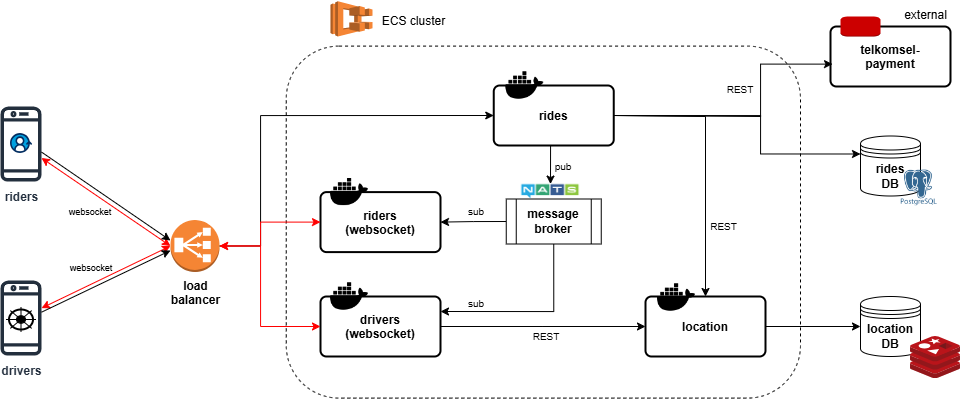 ECS cluster
external
telkomsel-
payment
REST
rides
pub
NATS
message
broker
rides
DB
PostgreSQL
riders
websocket
riders
(websocket)
sub
REST
load
balancer
websocket
drivers
drivers
(websocket)
sub
REST
location
location
DB